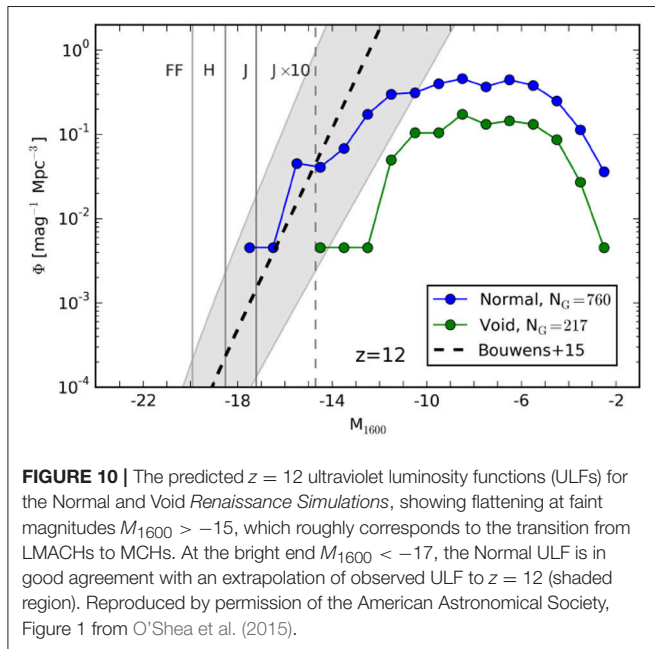 10^0
10^-1
10^-2
10^-3
10^-4
Φ [mag^-1 Mpc^-3]
FF H J J×10
Normal, N_G=760
Void, N_G=217
Bouwens+15
z=12
-22 -18 -14 -10 -6 -2
M_1600
FIGURE 10 | The predicted z = 12 ultraviolet luminosity functions (ULFs) for
the Normal and Void Renaissance Simulations, showing flattening at faint
magnitudes M_1600 > −15, which roughly corresponds to the transition from
LMACHs to MCHs. At the bright end M_1600 < −17, the Normal ULF is in
good agreement with an extrapolation of observed ULF to z = 12 (shaded
region). Reproduced by permission of the American Astronomical Society,
Figure 1 from O'Shea et al. (2015).